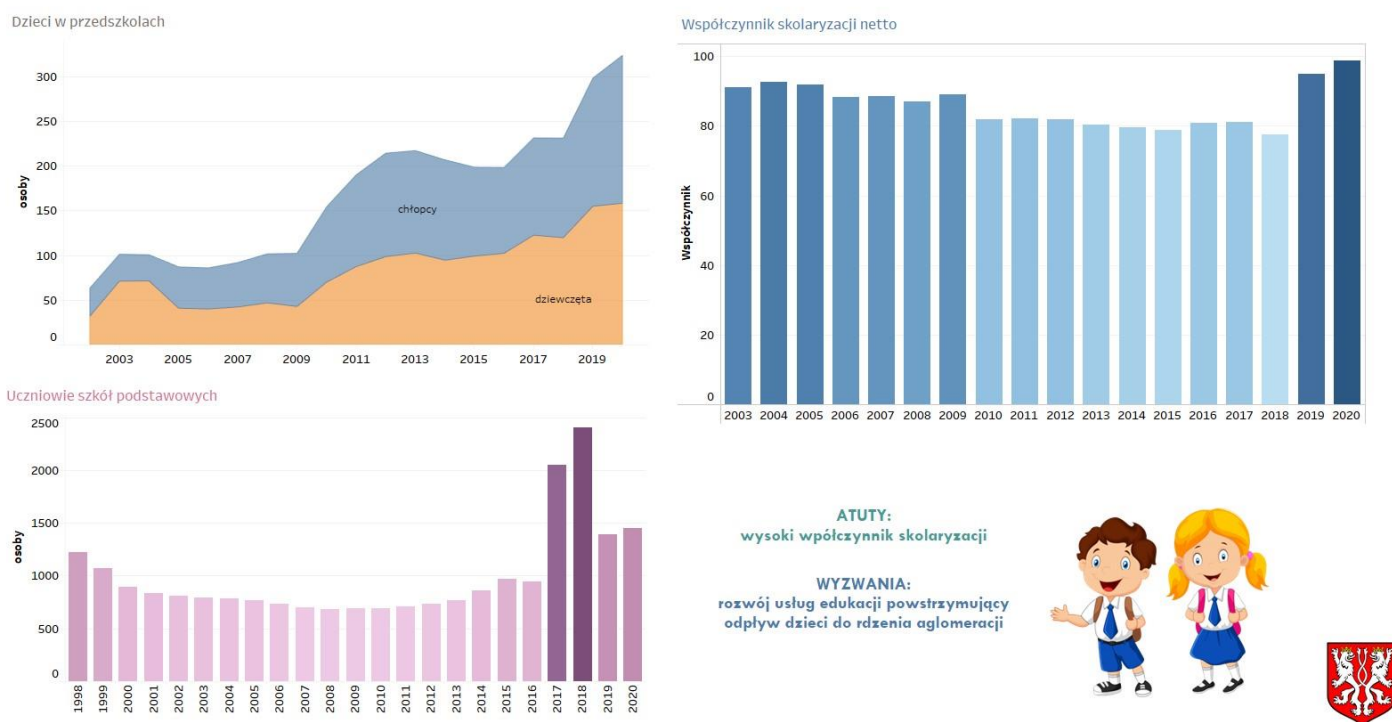 Dzieci w przedszkolach
300
250
200
150
100
50
0
osoby
chłopcy
dziewczęta
2003 2005 2007 2009 2011 2013 2015 2017 2019
Współczynnik skolaryzacji netto
100
80
60
40
20
0
Współczynnik
2003 2004 2005 2006 2007 2008 2009 2010 2011 2012 2013 2014 2015 2016 2017 2018 2019 2020
Uczniowie szkół podstawowych
2500
2000
1500
1000
500
0
osoby
1998 1999 2000 2001 2002 2003 2004 2005 2006 2007 2008 2009 2010 2011 2012 2013 2014 2015 2016 2017 2018 2019 2020
ATUTY:
wysoki wpółczynnik skolaryzacji
WYZWANIA:
rozwój usług edukacji powstrzymujący
odpływ dzieci do rdzenia aglomeracji